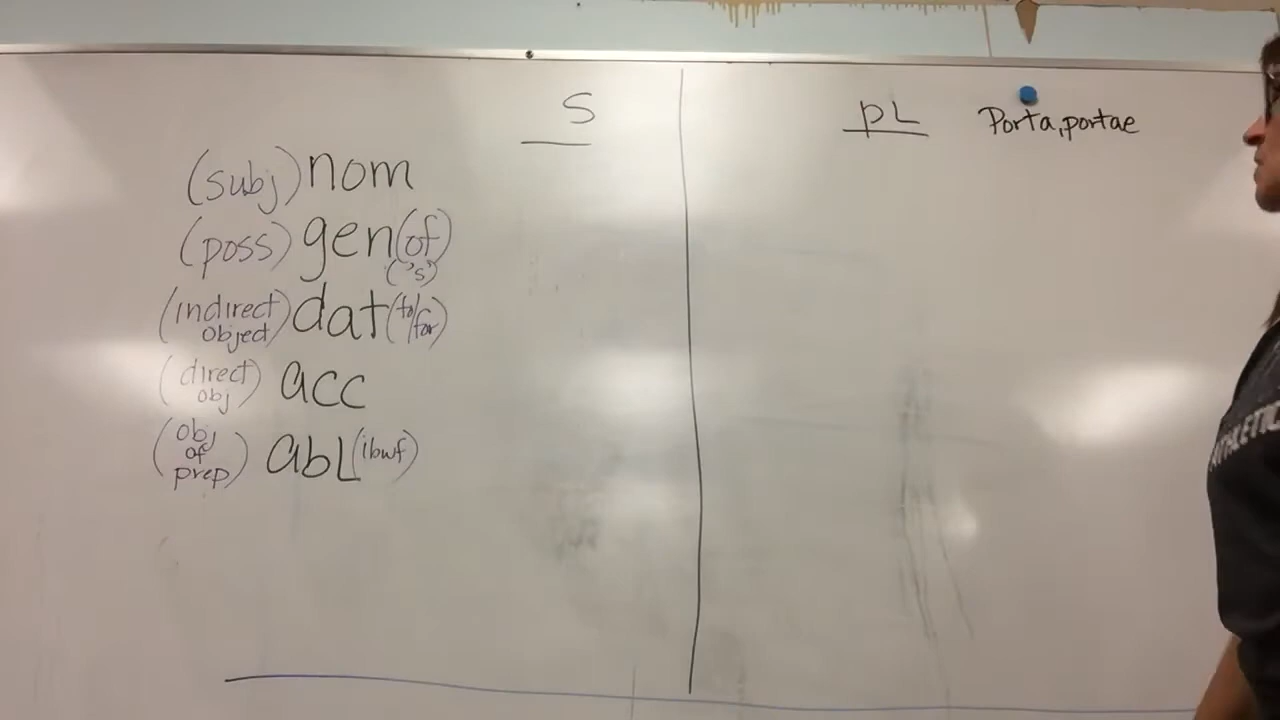 S
pL
Porta, portae
(subj) nom
(poss) gen (of)
('s)
(indirect object) dat (to/for)
(direct obj) acc
(obj of prep) abL (ibwf)
ATHLETIC